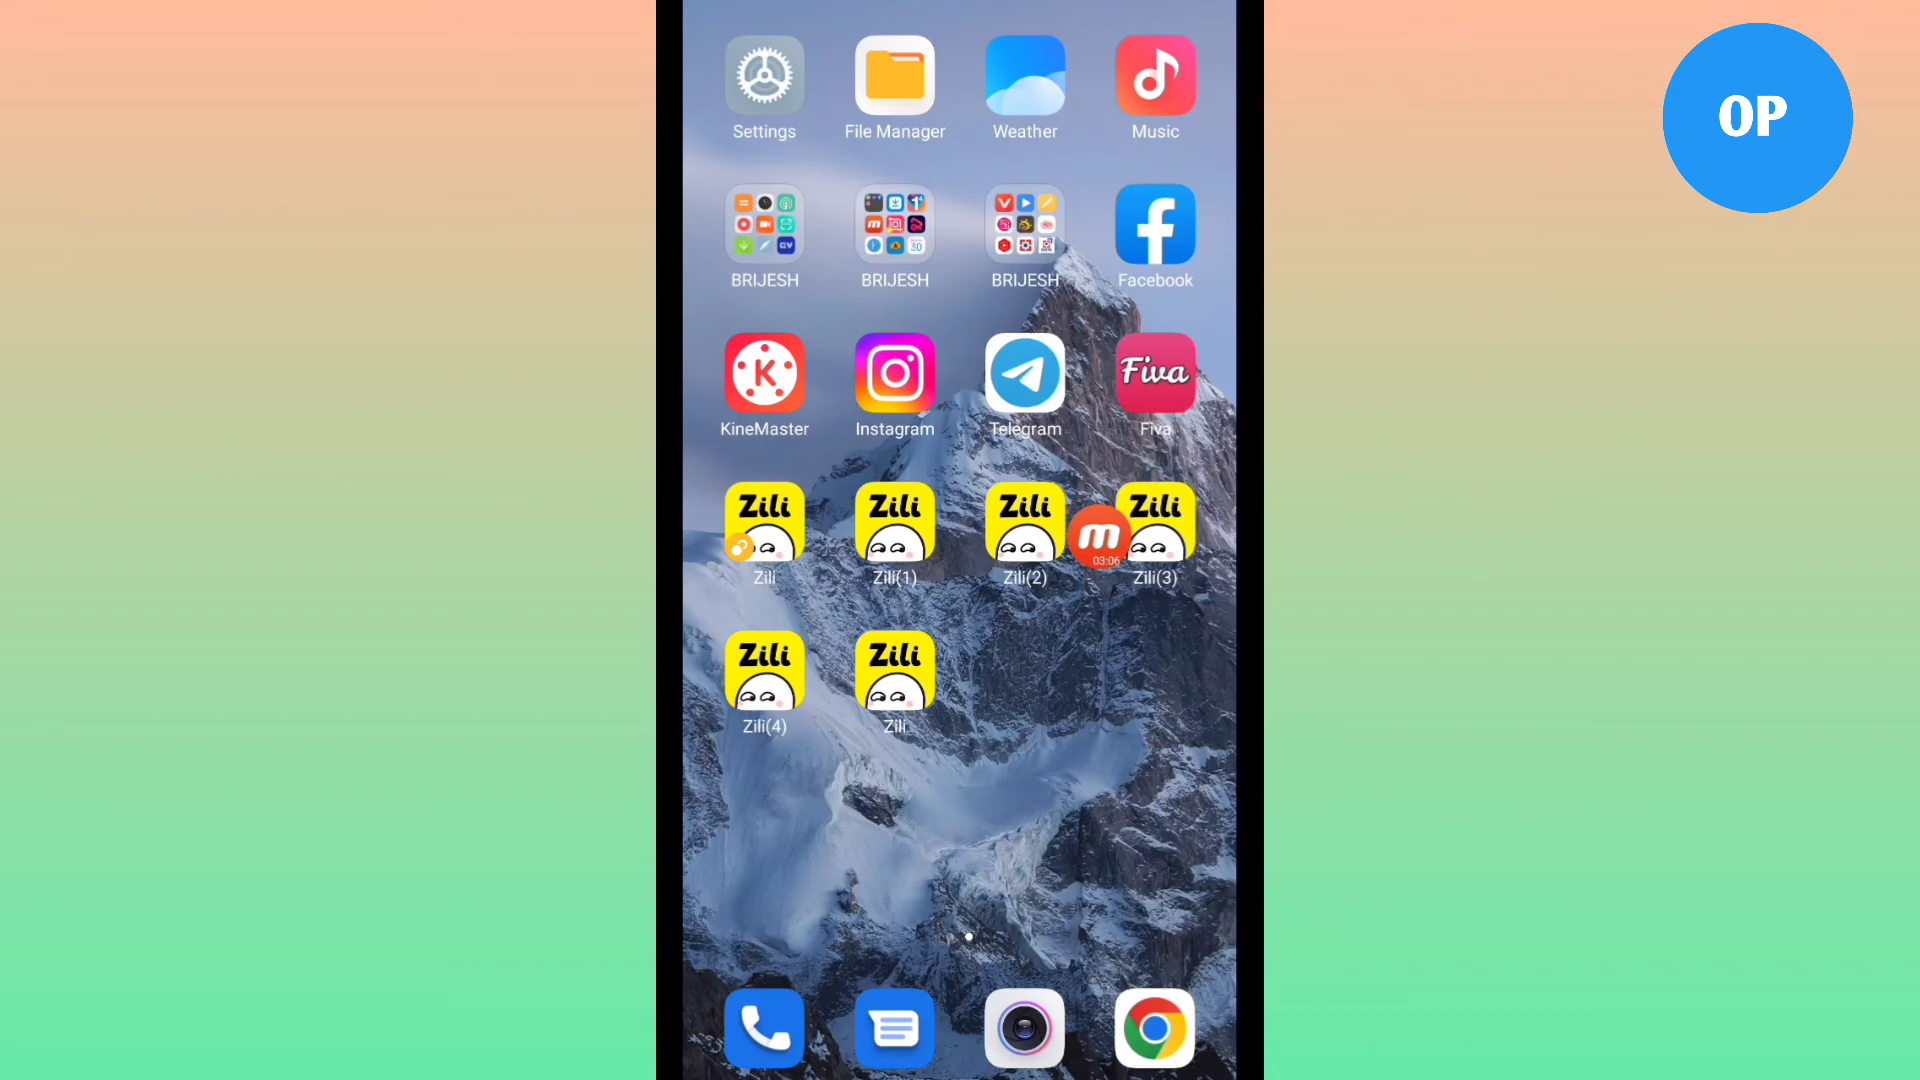 OP
Settings File Manager Weather Music
BRIJESH BRIJESH BRIJESH Facebook
Fiva
KineMaster Instagram Telegram Fiva
Zili Zili Zili Zili
03:06
Zili Zili(1) Zili(2) Zili(3)
Zili Zili
Zili(4) Zili